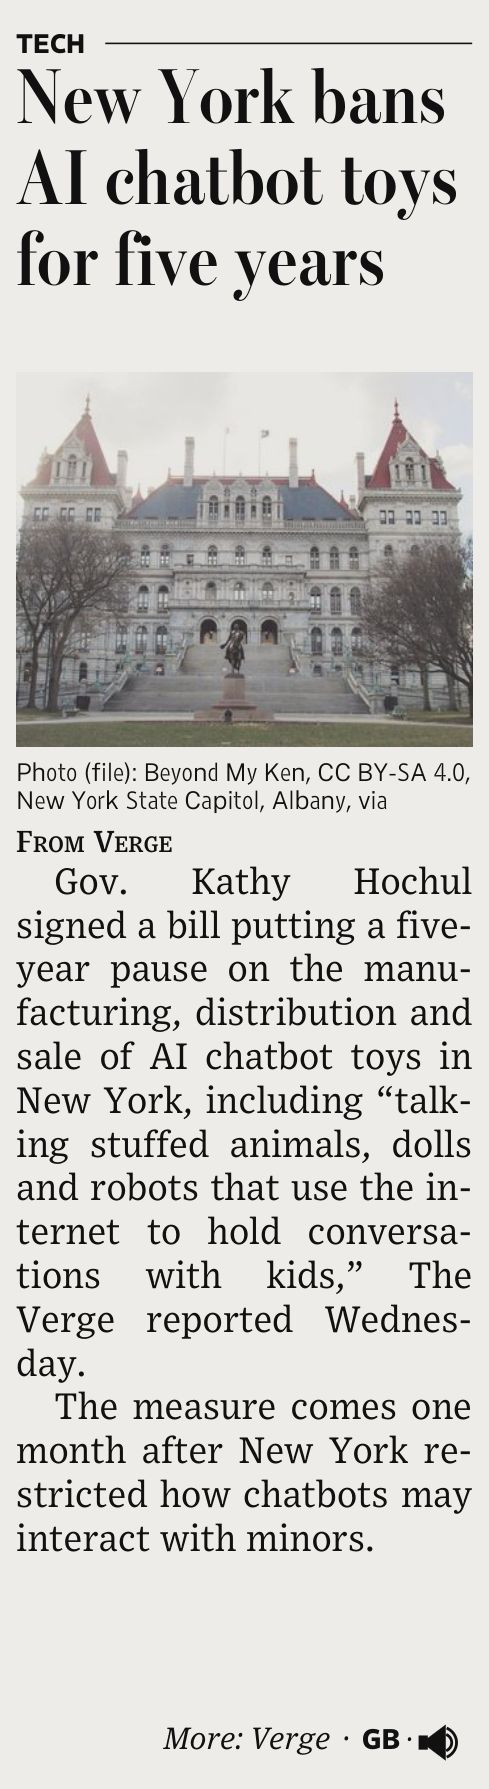 TECH
New York bans
AI chatbot toys
for five years
Photo (file): Beyond My Ken, CC BY-SA 4.0,
New York State Capitol, Albany, via
FROM VERGE
Gov. Kathy Hochul
signed a bill putting a five-
year pause on the manu-
facturing, distribution and
sale of AI chatbot toys in
New York, including “talk-
ing stuffed animals, dolls
and robots that use the in-
ternet to hold conversa-
tions with kids,” The
Verge reported Wednes-
day.
The measure comes one
month after New York re-
stricted how chatbots may
interact with minors.
More: Verge · GB ·